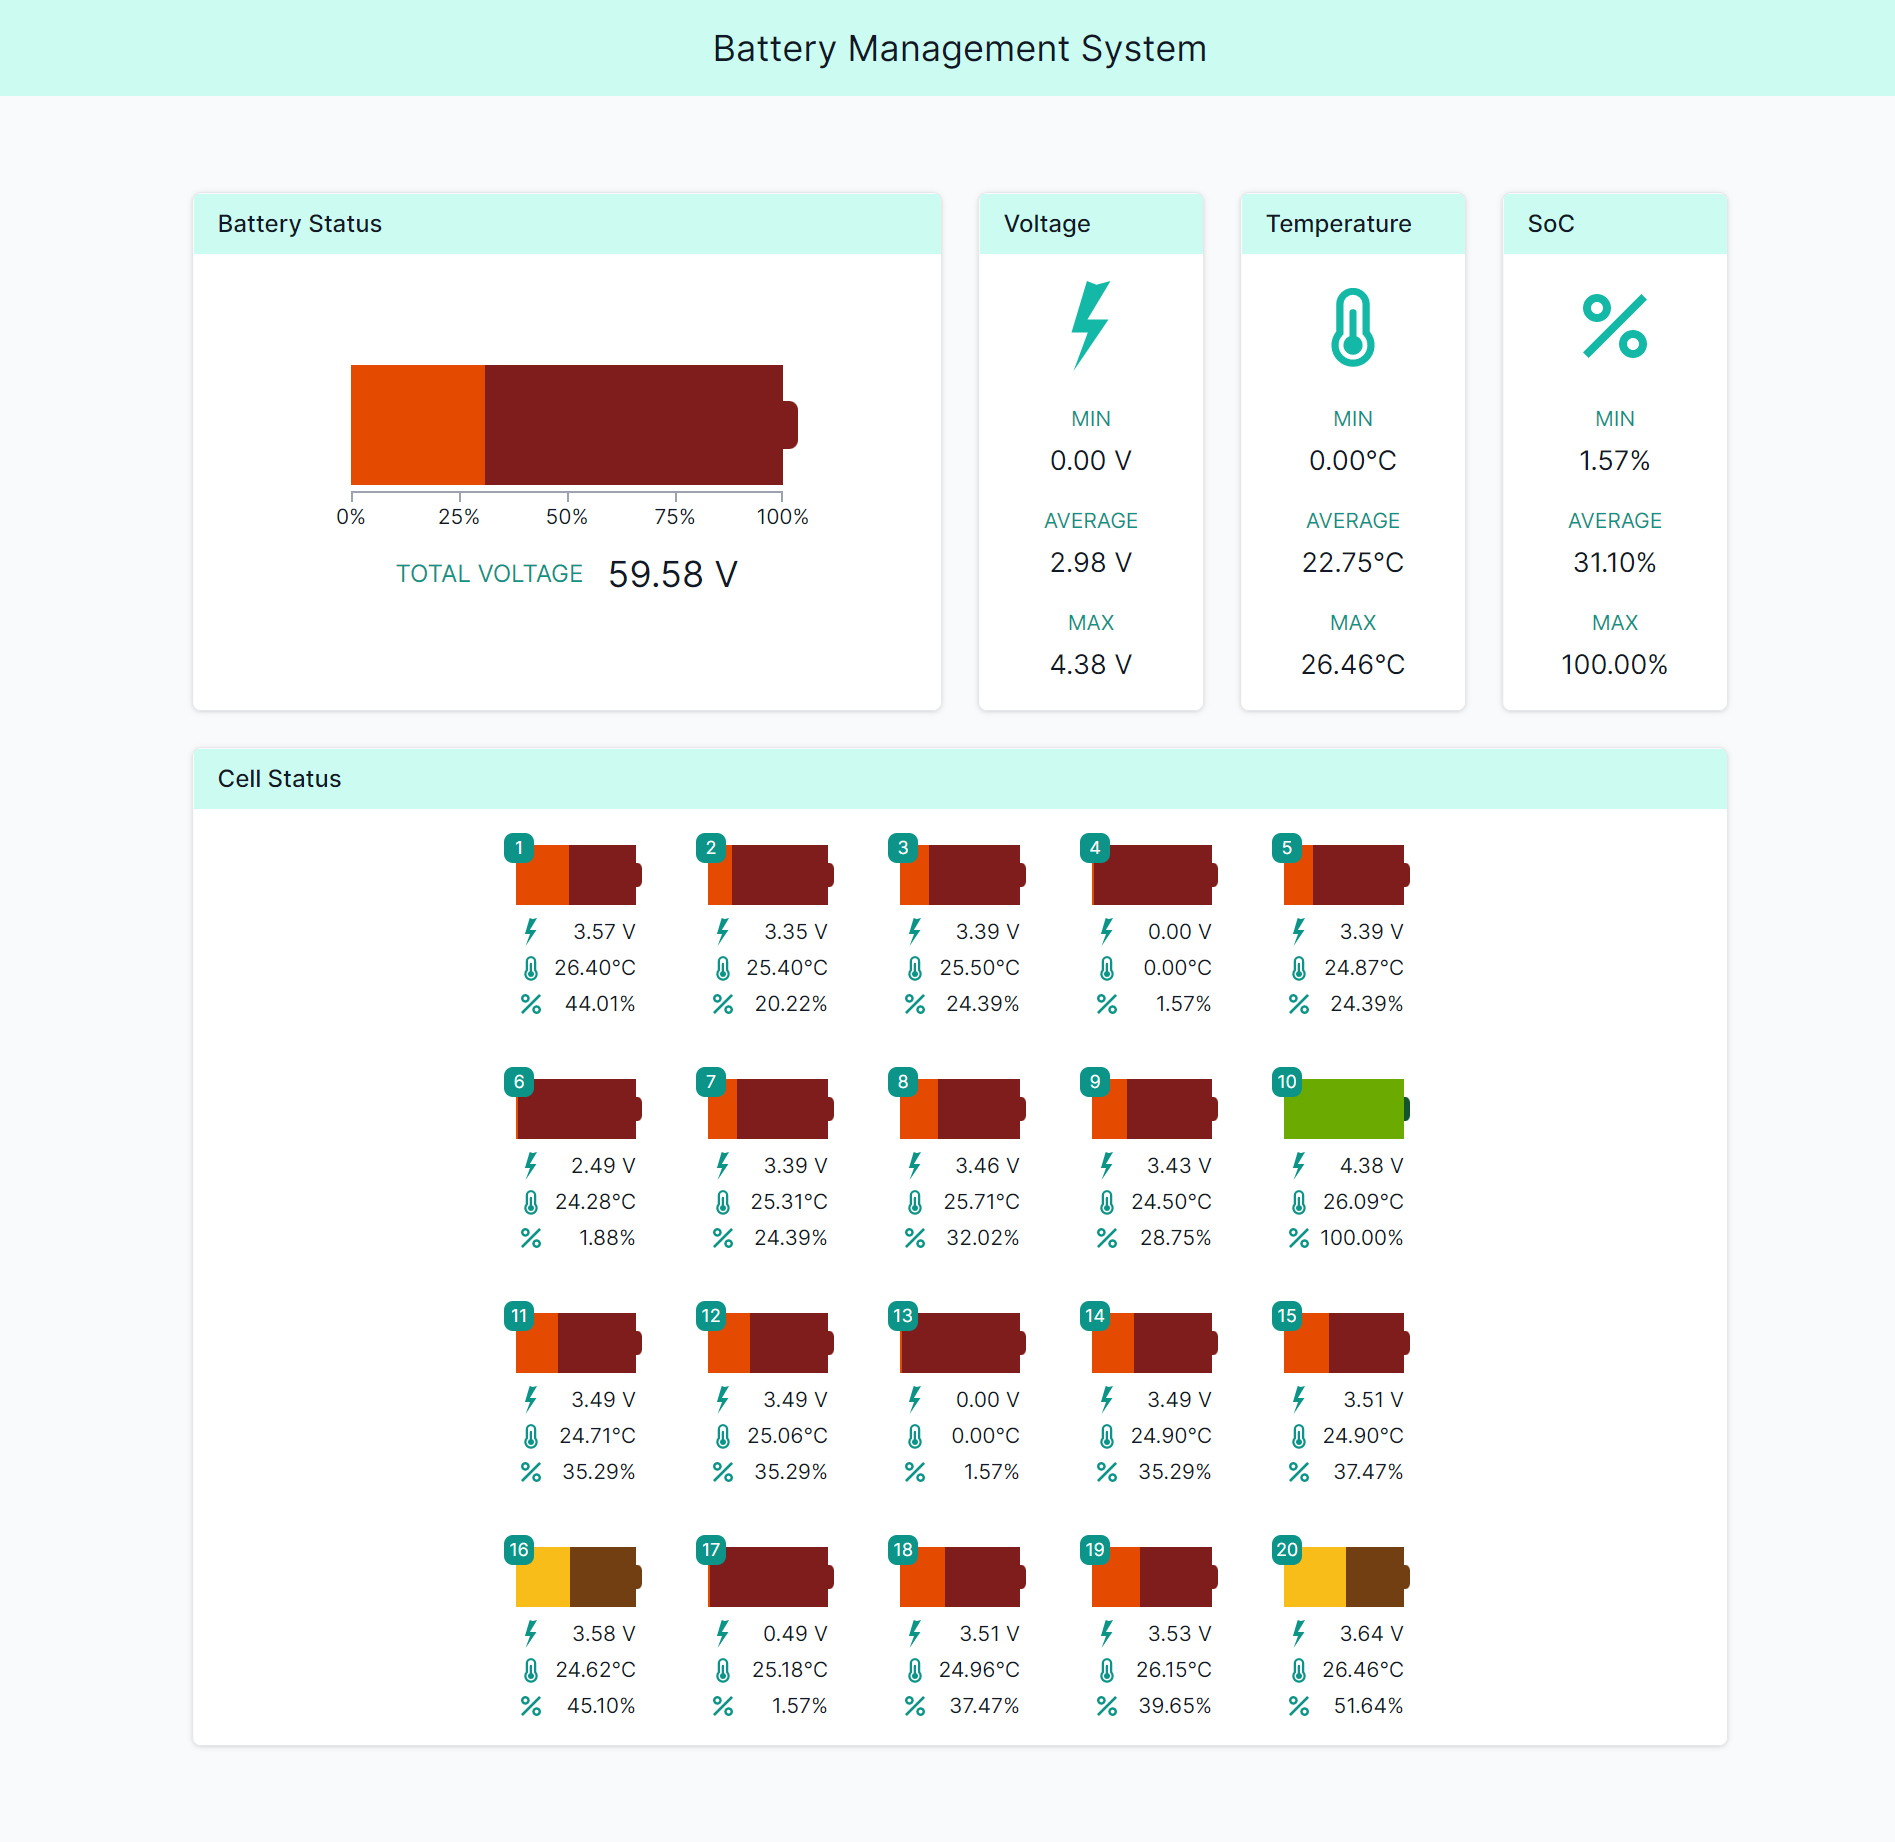 Battery Management System
Battery Status
0% 25% 50% 75% 100%
TOTAL VOLTAGE 59.58 V
Voltage
MIN
0.00 V
AVERAGE
2.98 V
MAX
4.38 V
Temperature
MIN
0.00°C
AVERAGE
22.75°C
MAX
26.46°C
SoC
MIN
1.57%
AVERAGE
31.10%
MAX
100.00%
Cell Status
1 2 3 4 5
3.57 V 3.35 V 3.39 V 0.00 V 3.39 V
26.40°C 25.40°C 25.50°C 0.00°C 24.87°C
44.01% 20.22% 24.39% 1.57% 24.39%
6 7 8 9 10
2.49 V 3.39 V 3.46 V 3.43 V 4.38 V
24.28°C 25.31°C 25.71°C 24.50°C 26.09°C
1.88% 24.39% 32.02% 28.75% 100.00%
11 12 13 14 15
3.49 V 3.49 V 0.00 V 3.49 V 3.51 V
24.71°C 25.06°C 0.00°C 24.90°C 24.90°C
35.29% 35.29% 1.57% 35.29% 37.47%
16 17 18 19 20
3.58 V 0.49 V 3.51 V 3.53 V 3.64 V
24.62°C 25.18°C 24.96°C 26.15°C 26.46°C
45.10% 1.57% 37.47% 39.65% 51.64%